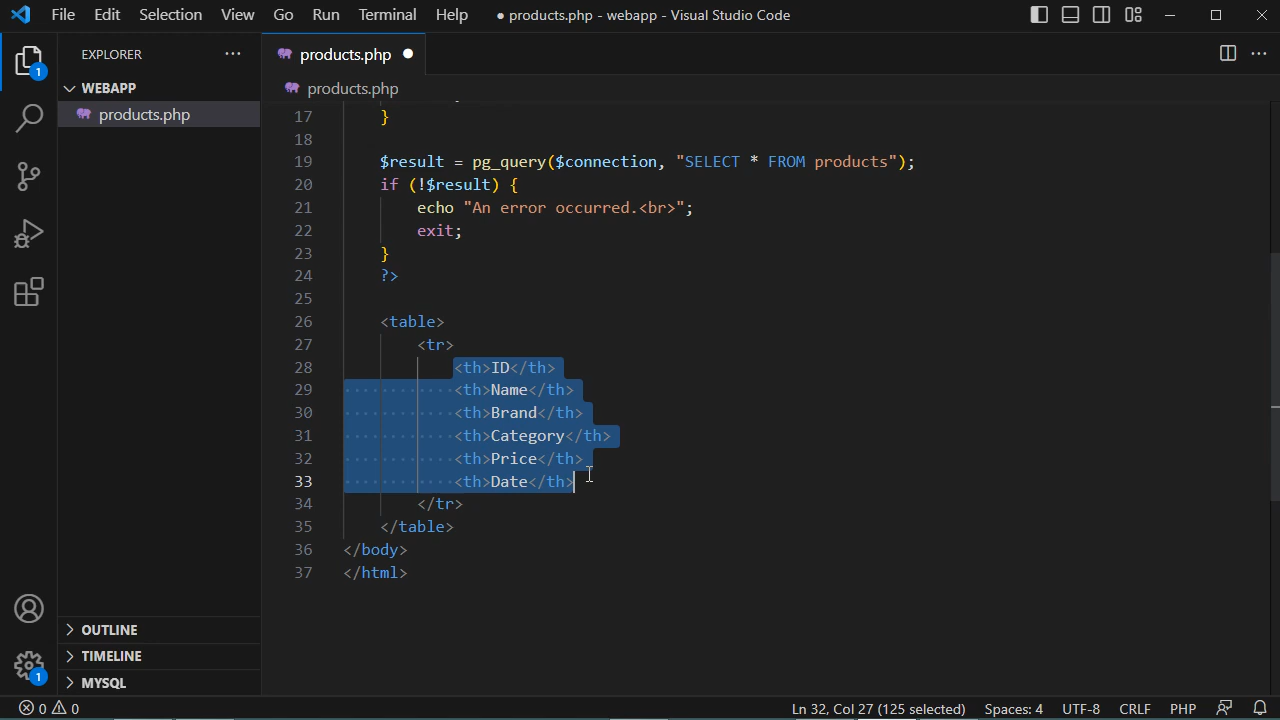 File Edit Selection View Go Run Terminal Help ● products.php - webapp - Visual Studio Code
EXPLORER ···
products.php ●
1
WEBAPP
products.php
products.php
17 }
18
19 $result = pg_query($connection, "SELECT * FROM products");
20 if (!$result) {
21 echo "An error occurred.<br>";
22 exit;
23 }
24 ?>
25
26 <table>
27 <tr>
28 <th>ID</th>
29 <th>Name</th>
30 <th>Brand</th>
31 <th>Category</th>
32 <th>Price</th>
33 <th>Date</th>
34 </tr>
35 </table>
36 </body>
37 </html>
OUTLINE
TIMELINE
MYSQL
1
0 0 Ln 32, Col 27 (125 selected) Spaces: 4 UTF-8 CRLF PHP